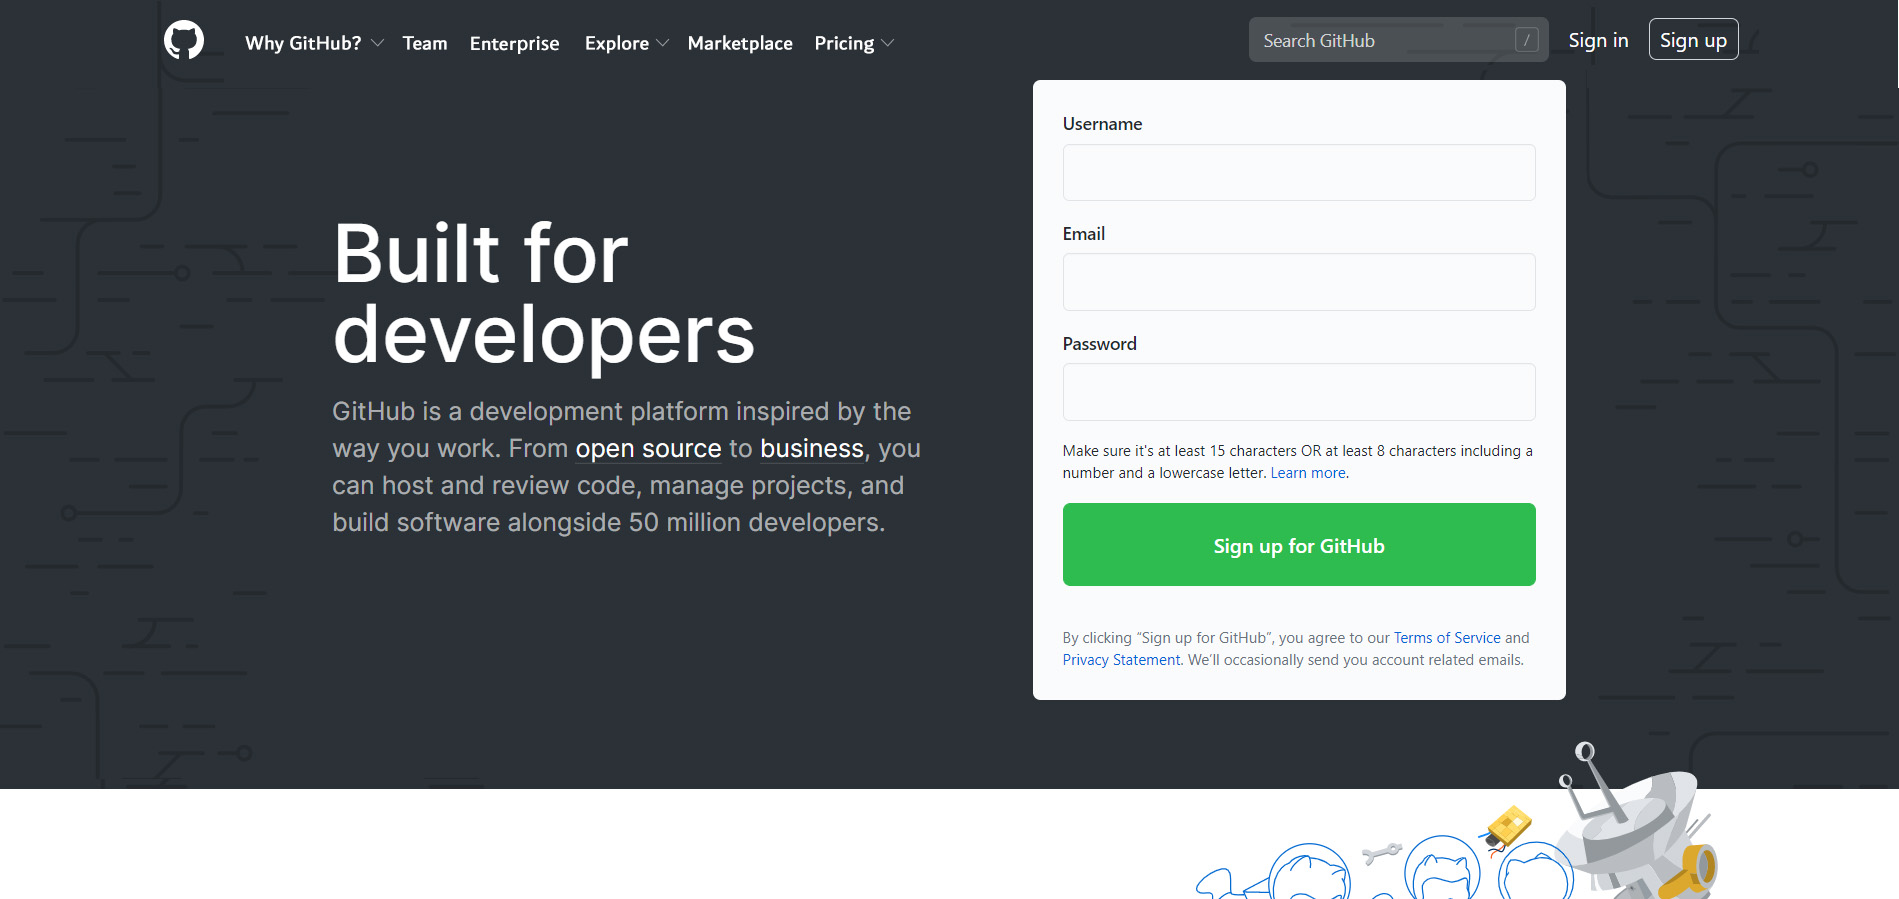 Why GitHub? Team Enterprise Explore Marketplace Pricing Search GitHub / Sign in Sign up
Built for
developers
GitHub is a development platform inspired by the
way you work. From open source to business, you
can host and review code, manage projects, and
build software alongside 50 million developers.
Username
Email
Password
Make sure it's at least 15 characters OR at least 8 characters including a
number and a lowercase letter. Learn more.
Sign up for GitHub
By clicking “Sign up for GitHub”, you agree to our Terms of Service and
Privacy Statement. We’ll occasionally send you account related emails.